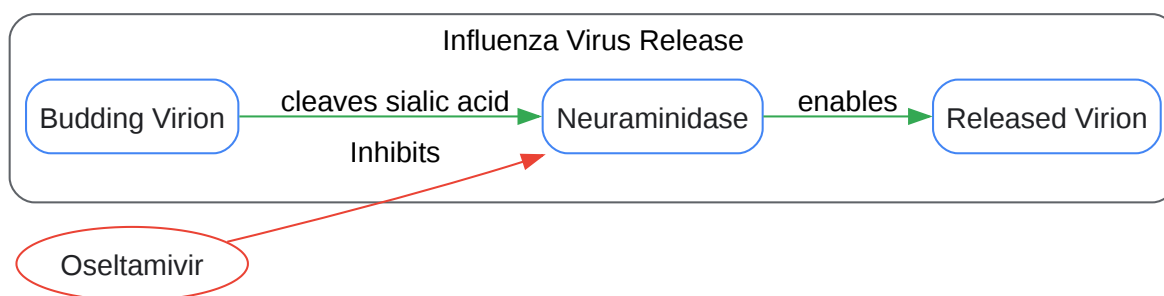 Influenza Virus Release
Budding Virion
cleaves sialic acid
Neuraminidase
enables
Released Virion
Inhibits
Oseltamivir